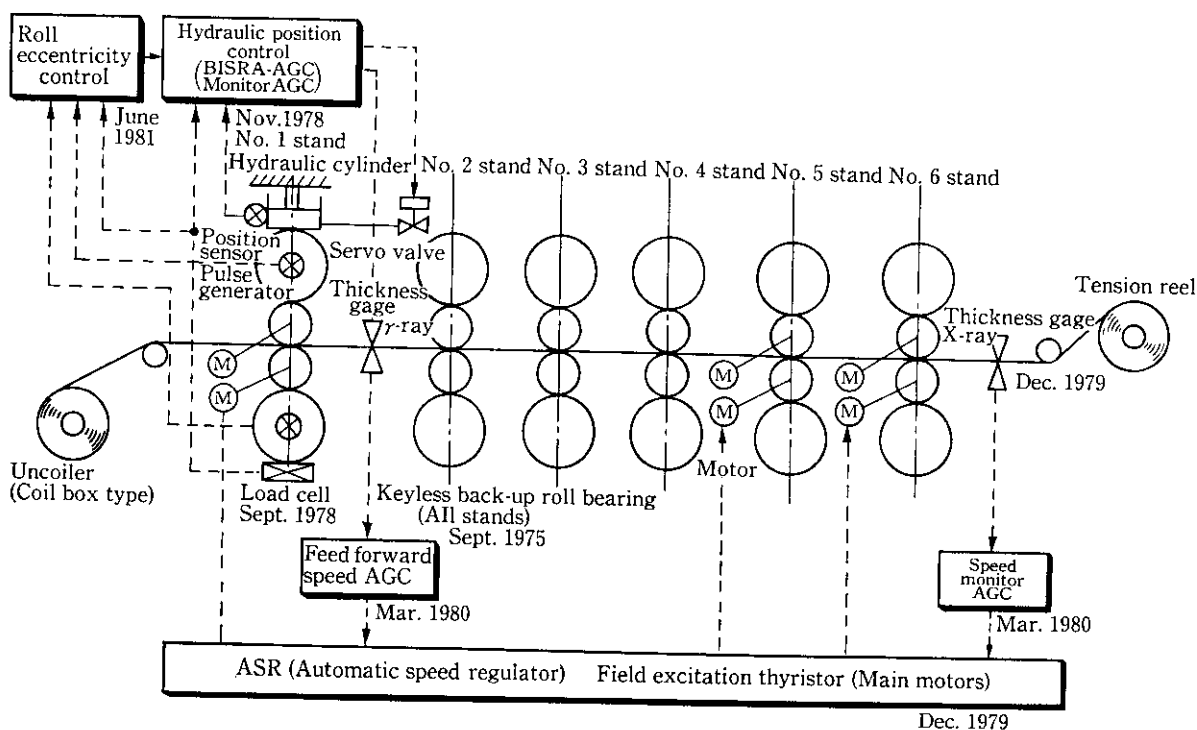 Roll
eccentricity
control
Hydraulic position
control
(BISRA-AGC
Monitor AGC)
June
1981
Nov.1978
No. 1 stand
Hydraulic cylinder
No. 2 stand
No. 3 stand
No. 4 stand
No. 5 stand
No. 6 stand
Position
sensor
Servo valve
Pulse
generator
Thickness
gage
r-ray
Tension reel
Thickness gage
X-ray
Dec. 1979
M
M
M
M
M
M
Motor
Uncoiler
(Coil box type)
Load cell
Sept. 1978
Keyless back-up roll bearing
(All stands)
Sept. 1975
Feed forward
speed AGC
Mar. 1980
Speed
monitor
AGC
Mar. 1980
ASR (Automatic speed regulator)
Field excitation thyristor (Main motors)
Dec. 1979